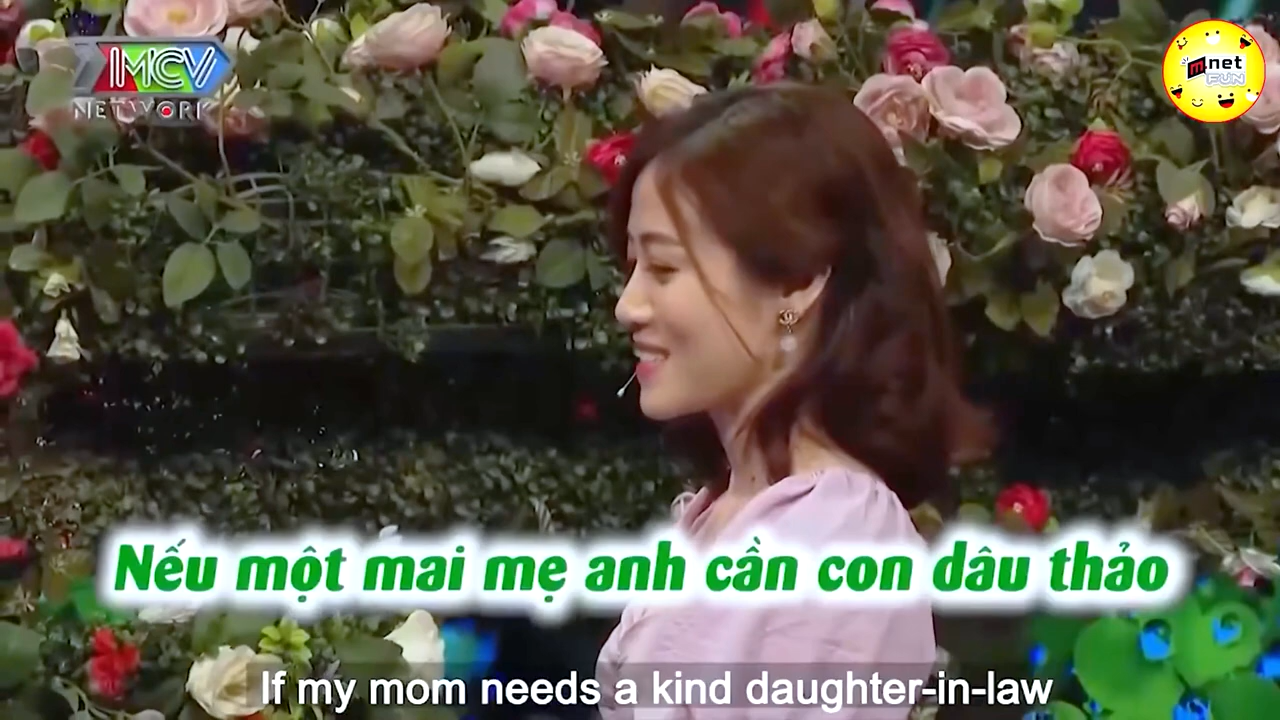 MCV
NETWORK
mnet
FUN
Nếu một mai mẹ anh cần con dâu thảo
If my mom needs a kind daughter-in-law